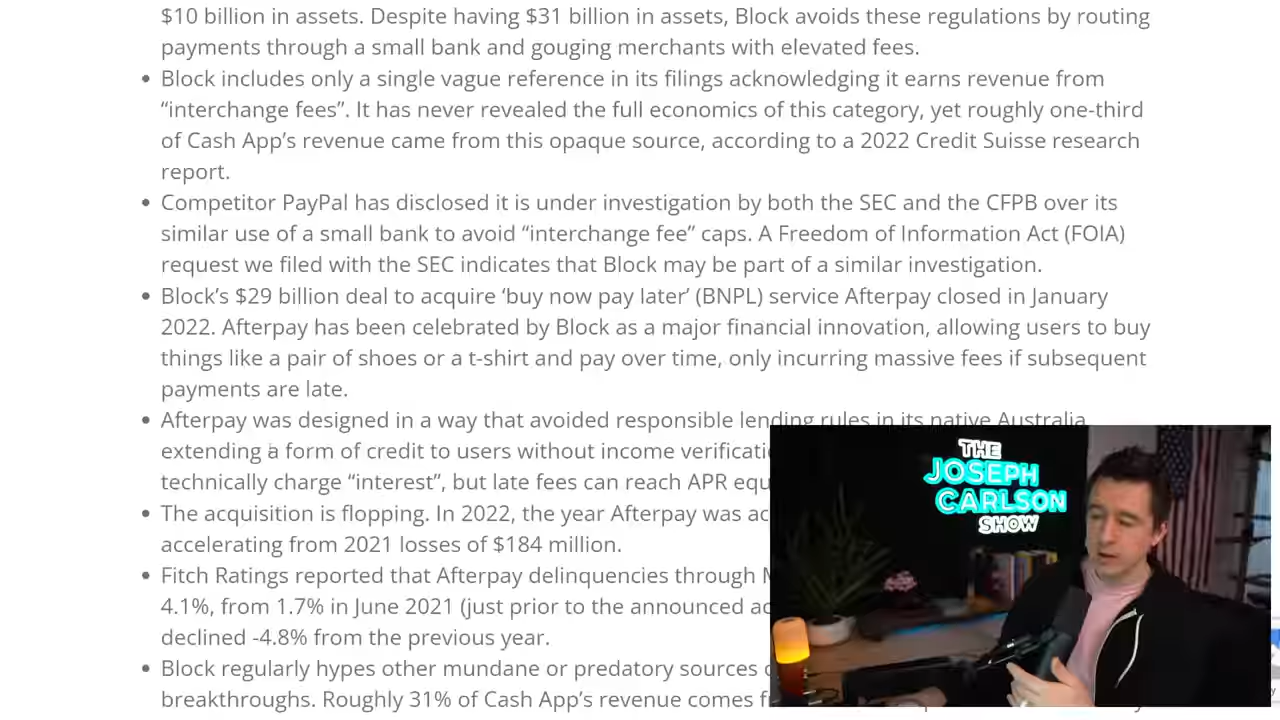 $10 billion in assets. Despite having $31 billion in assets, Block avoids these regulations by routing
payments through a small bank and gouging merchants with elevated fees.
• Block includes only a single vague reference in its filings acknowledging it earns revenue from
“interchange fees”. It has never revealed the full economics of this category, yet roughly one-third
of Cash App’s revenue came from this opaque source, according to a 2022 Credit Suisse research
report.
• Competitor PayPal has disclosed it is under investigation by both the SEC and the CFPB over its
similar use of a small bank to avoid “interchange fee” caps. A Freedom of Information Act (FOIA)
request we filed with the SEC indicates that Block may be part of a similar investigation.
• Block’s $29 billion deal to acquire ‘buy now pay later’ (BNPL) service Afterpay closed in January
2022. Afterpay has been celebrated by Block as a major financial innovation, allowing users to buy
things like a pair of shoes or a t-shirt and pay over time, only incurring massive fees if subsequent
payments are late.
• Afterpay was designed in a way that avoided responsible lending rules in its native Australia,
extending a form of credit to users without income
technically charge “interest”, but late fees can reach APR
• The acquisition is flopping. In 2022, the year Afterpay was
accelerating from 2021 losses of $184 million.
• Fitch Ratings reported that Afterpay delinquencies through
4.1%, from 1.7% in June 2021 (just prior to the announced
declined -4.8% from the previous year.
• Block regularly hypes other mundane or predatory sources
breakthroughs. Roughly 31% of Cash App’s revenue comes
THE
JOSEPH
CARLSON
SHOW